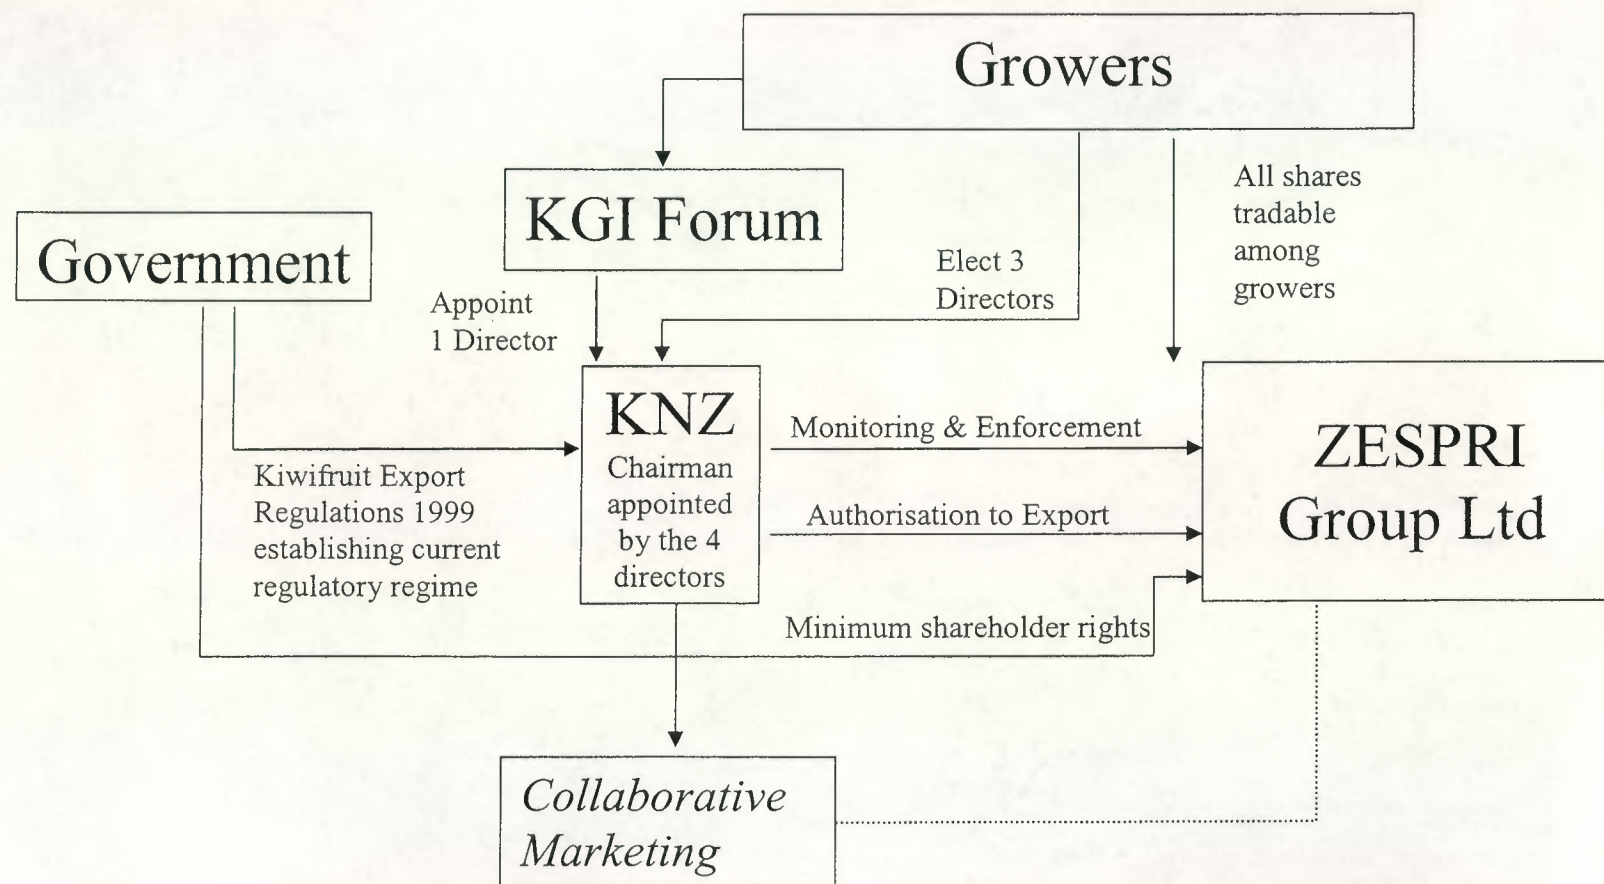 Growers
KGI Forum
Government
All shares
tradable
among
growers
Elect 3
Directors
Appoint
1 Director
KNZ
Chairman
appointed
by the 4
directors
Monitoring & Enforcement
Authorisation to Export
ZESPRI
Group Ltd
Kiwifruit Export
Regulations 1999
establishing current
regulatory regime
Minimum shareholder rights
Collaborative
Marketing